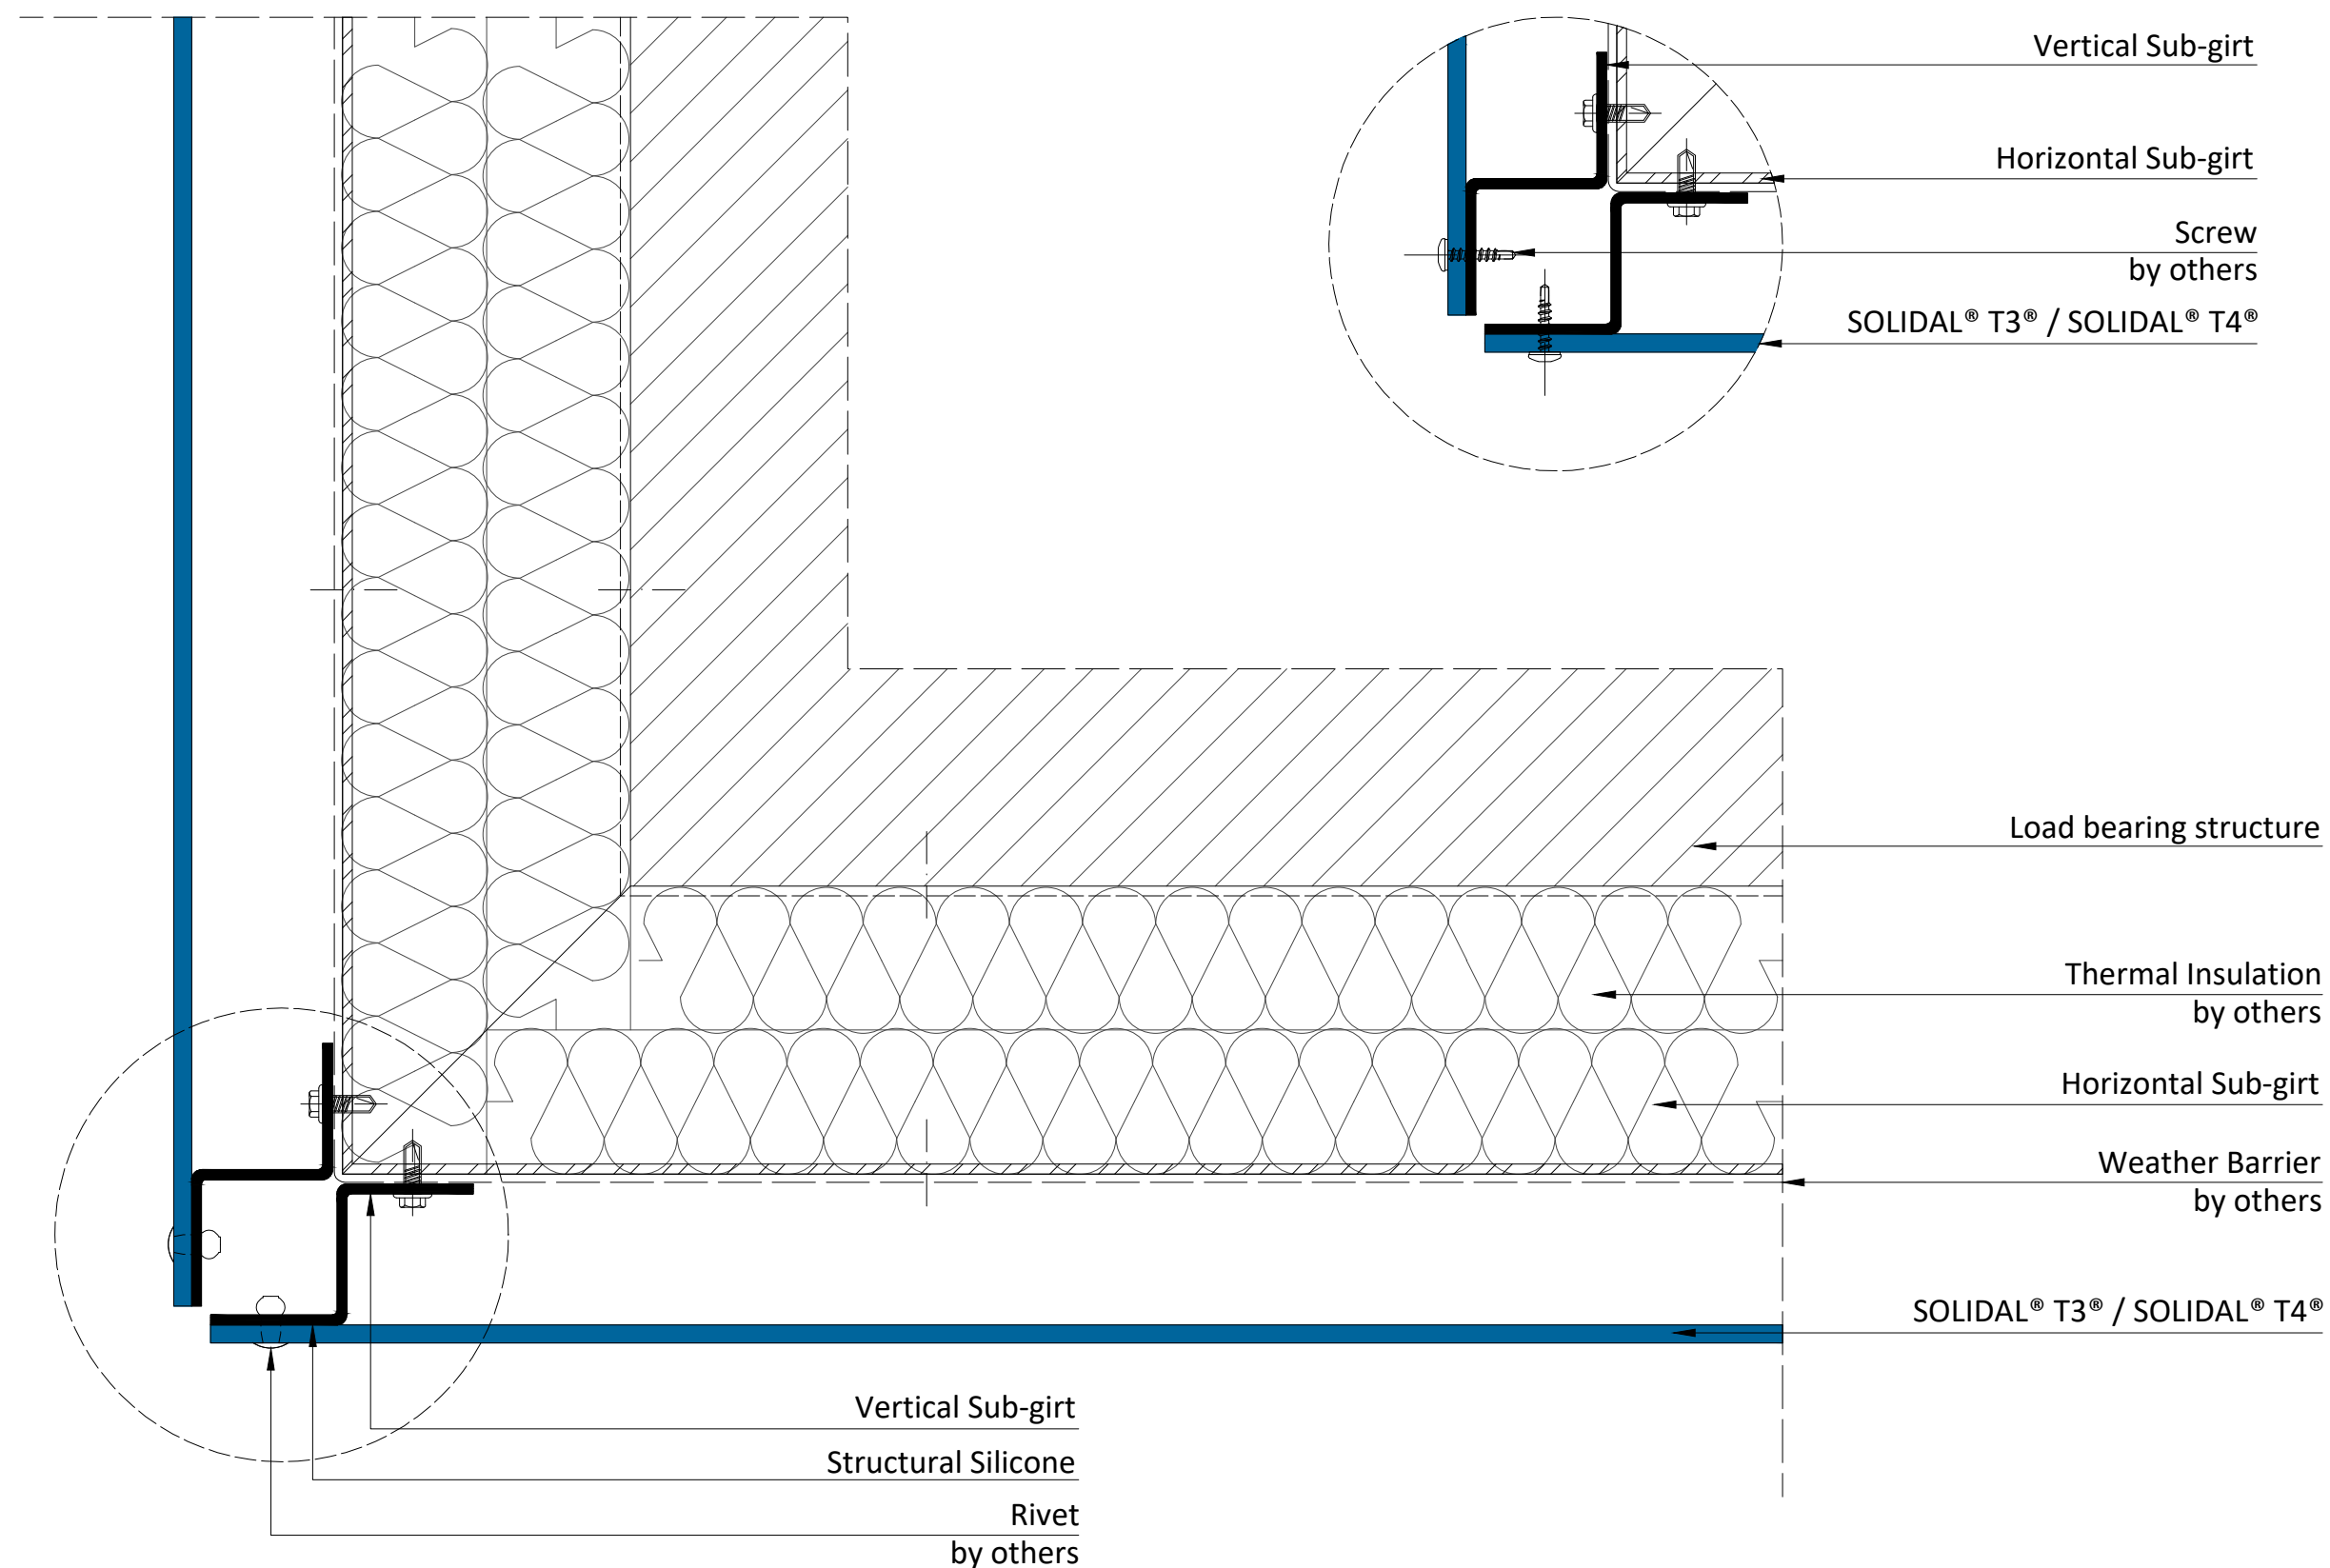 Vertical Sub-girt
Horizontal Sub-girt
Screw
by others
SOLIDAL® T3® / SOLIDAL® T4®
Load bearing structure
Thermal Insulation
by others
Horizontal Sub-girt
Weather Barrier
by others
SOLIDAL® T3® / SOLIDAL® T4®
Vertical Sub-girt
Structural Silicone
Rivet
by others